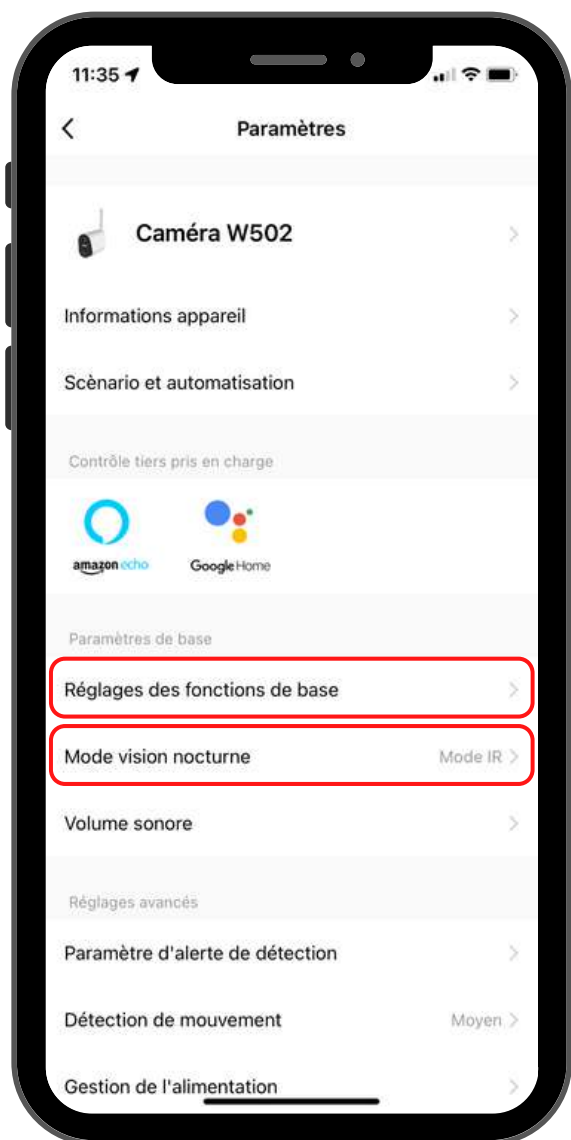 11:35
Paramètres
Caméra W502
Informations appareil
Scènario et automatisation
Contrôle tiers pris en charge
amazon echo
Google Home
Paramètres de base
Réglages des fonctions de base
Mode vision nocturne Mode IR
Volume sonore
Réglages avancés
Paramètre d'alerte de détection
Détection de mouvement Moyen
Gestion de l'alimentation